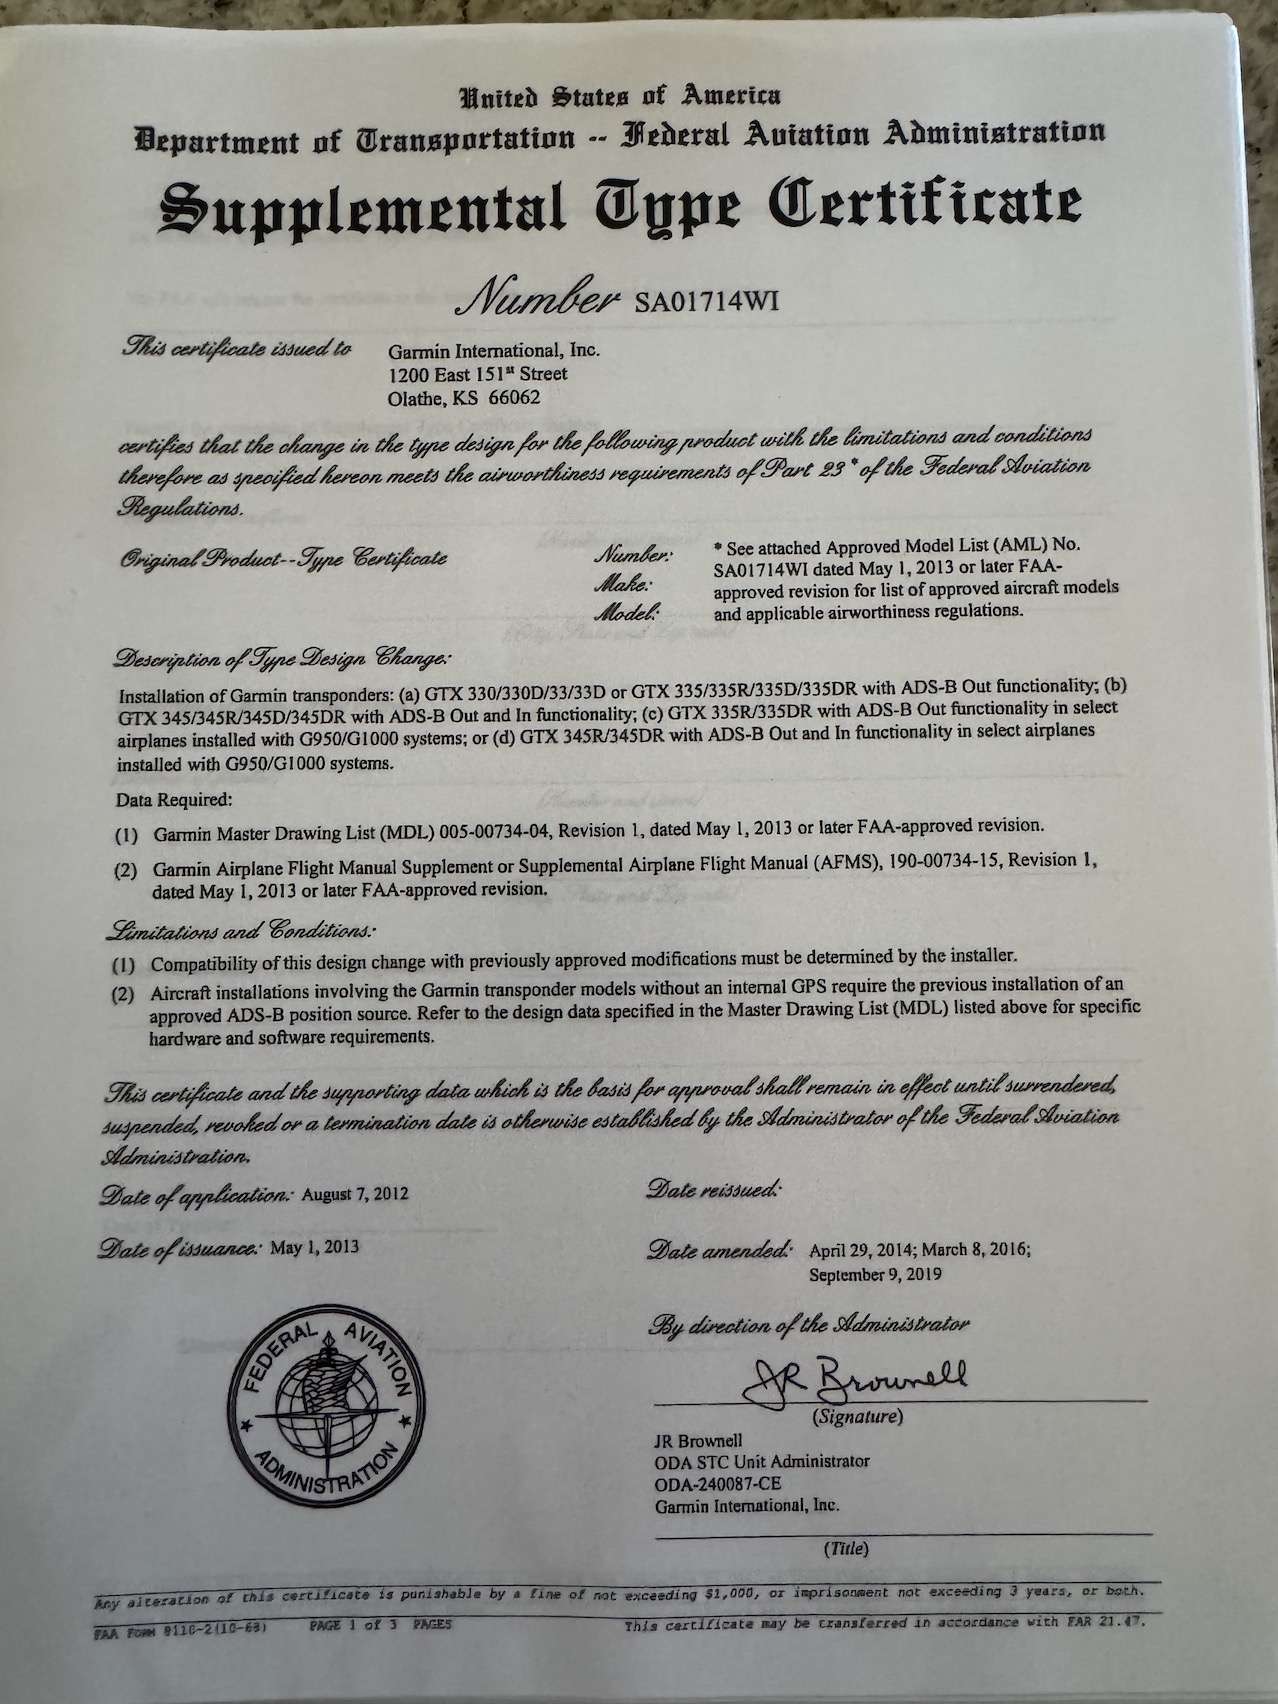 United States of America
Department of Transportation -- Federal Aviation Administration
Supplemental Type Certificate
Number SA01714WI
This certificate issued to Garmin International, Inc.
1200 East 151st Street
Olathe, KS 66062
certifies that the change in the type design for the following product with the limitations and conditions
therefore as specified hereon meets the airworthiness requirements of Part 23 * of the Federal Aviation
Regulations.
Original Product--Type Certificate Number: * See attached Approved Model List (AML) No.
Make: SA01714WI dated May 1, 2013 or later FAA-
approved revision for list of approved aircraft models
Model: and applicable airworthiness regulations.
Description of Type Design Change:
Installation of Garmin transponders: (a) GTX 330/330D/33/33D or GTX 335/335R/335D/335DR with ADS-B Out functionality; (b)
GTX 345/345R/345D/345DR with ADS-B Out and In functionality; (c) GTX 335R/335DR with ADS-B Out functionality in select
airplanes installed with G950/G1000 systems; or (d) GTX 345R/345DR with ADS-B Out and In functionality in select airplanes
installed with G950/G1000 systems.
Data Required:
(1) Garmin Master Drawing List (MDL) 005-00734-04, Revision 1, dated May 1, 2013 or later FAA-approved revision.
(2) Garmin Airplane Flight Manual Supplement or Supplemental Airplane Flight Manual (AFMS), 190-00734-15, Revision 1,
dated May 1, 2013 or later FAA-approved revision.
Limitations and Conditions:
(1) Compatibility of this design change with previously approved modifications must be determined by the installer.
(2) Aircraft installations involving the Garmin transponder models without an internal GPS require the previous installation of an
approved ADS-B position source. Refer to the design data specified in the Master Drawing List (MDL) listed above for specific
hardware and software requirements.
This certificate and the supporting data which is the basis for approval shall remain in effect until surrendered,
suspended, revoked or a termination date is otherwise established by the Administrator of the Federal Aviation
Administration.
Date of application: August 7, 2012 Date reissued:
Date of issuance: May 1, 2013 Date amended: April 29, 2014; March 8, 2016;
September 9, 2019
By direction of the Administrator
FEDERAL AVIATION
ADMINISTRATION
JR Brownell
(Signature)
JR Brownell
ODA STC Unit Administrator
ODA-240087-CE
Garmin International, Inc.
(Title)
Any alteration of this certificate is punishable by a fine of not exceeding $1,000, or imprisonment not exceeding 3 years, or both.
FAA FORM 8110-2(10-68) PAGE 1 of 3 PAGES This certificate may be transferred in accordance with FAR 21.47.